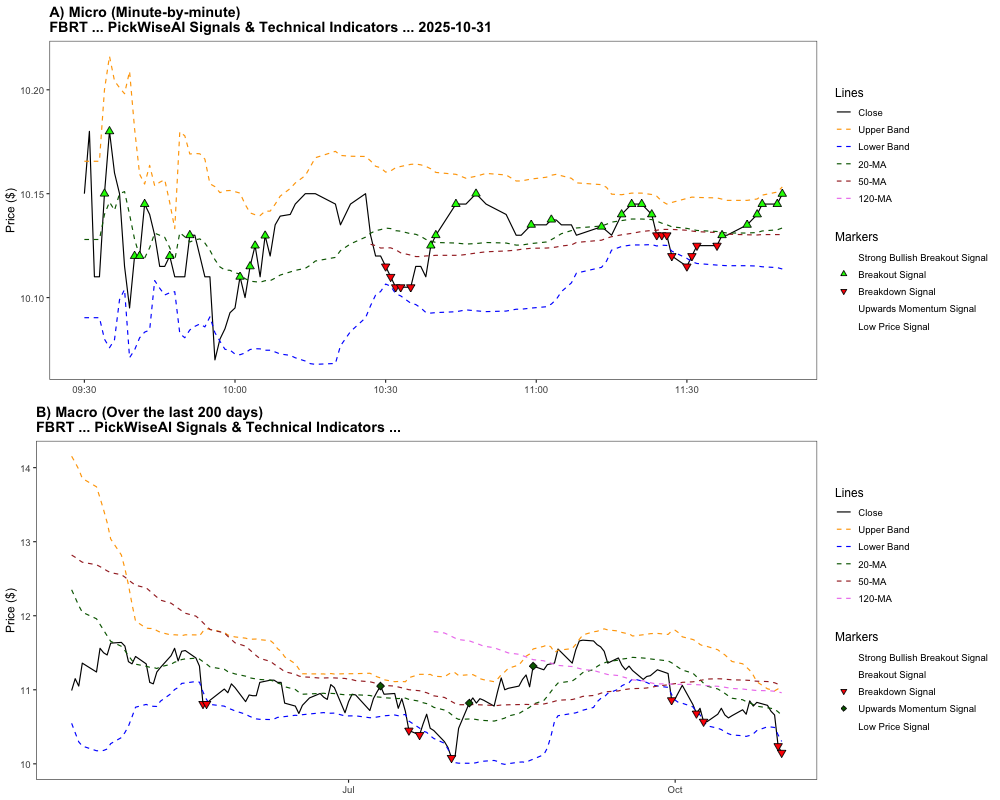 A) Micro (Minute-by-minute)
FBRT ... PickWiseAI Signals & Technical Indicators ... 2025-10-31
Price ($)
10.20
10.15
10.10
09:30
10:00
10:30
11:00
11:30
Lines
Close
Upper Band
Lower Band
20-MA
50-MA
120-MA
Markers
Strong Bullish Breakout Signal
Breakout Signal
Breakdown Signal
Upwards Momentum Signal
Low Price Signal
B) Macro (Over the last 200 days)
FBRT ... PickWiseAI Signals & Technical Indicators ...
Price ($)
14
13
12
11
10
Jul
Oct
Lines
Close
Upper Band
Lower Band
20-MA
50-MA
120-MA
Markers
Strong Bullish Breakout Signal
Breakout Signal
Breakdown Signal
Upwards Momentum Signal
Low Price Signal